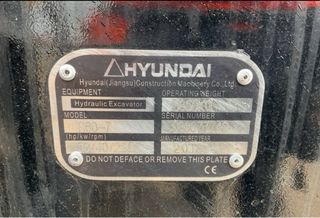 HYUNDAI
Hyundai(Jiangsu)Construction Machinery Co.,Ltd.
EQUIPMENT OPERATING WEIGHT
Hydraulic Excavator
MODEL SERIAL NUMBER
(hp/kw/rpm) MANUFACTURED YEAR
DO NOT DEFACE OR REMOVE THIS PLATE
CE